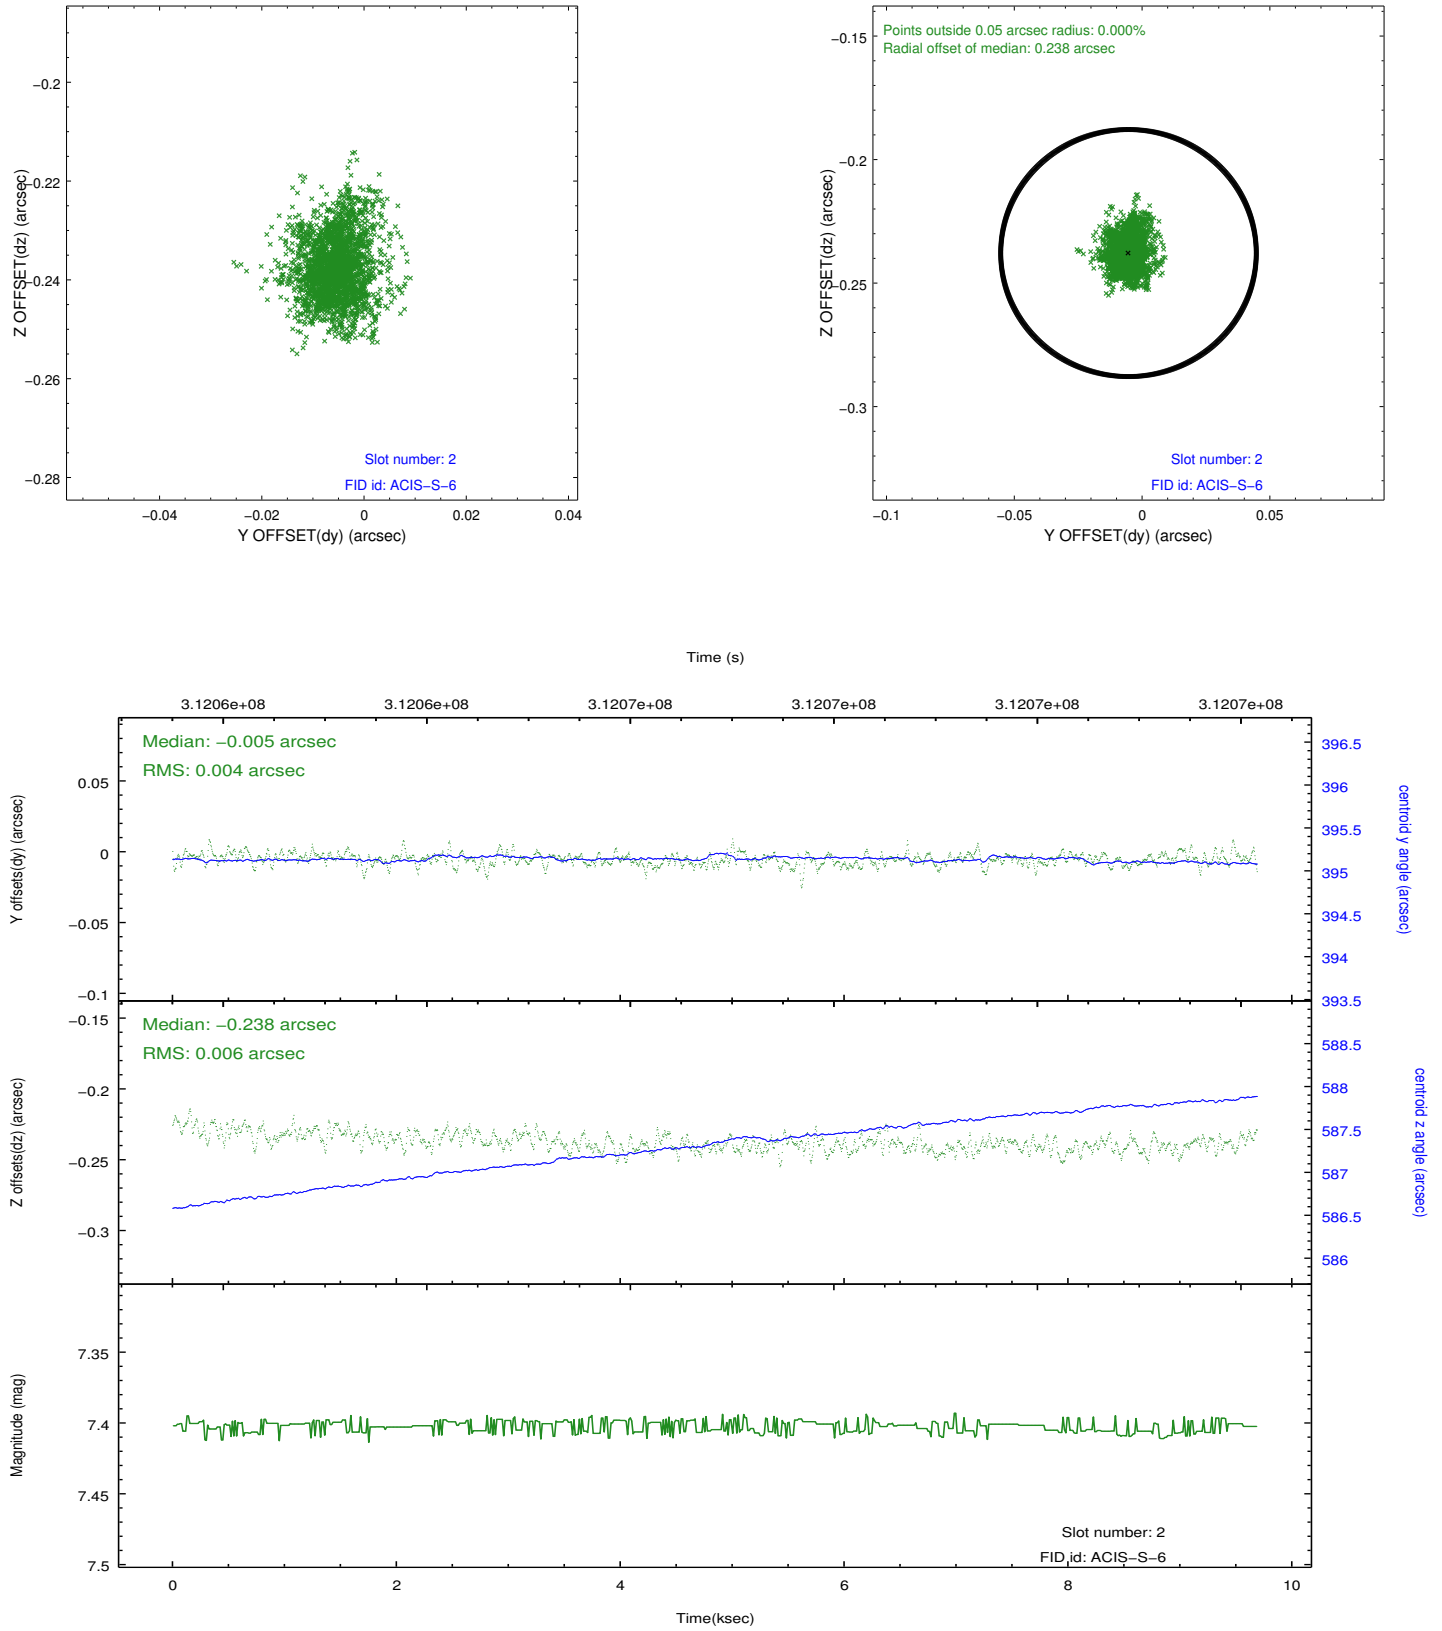 −0.2
−0.22
−0.24
−0.26
−0.28
Z OFFSET(dz) (arcsec)
−0.04
−0.02
0
0.02
0.04
Y OFFSET(dy) (arcsec)
Slot number: 2
FID id: ACIS−S−6
Points outside 0.05 arcsec radius: 0.000%
Radial offset of median: 0.238 arcsec
−0.15
−0.2
−0.25
−0.3
Z OFFSET(dz) (arcsec)
−0.1
−0.05
0
0.05
Y OFFSET(dy) (arcsec)
Slot number: 2
FID id: ACIS−S−6
Time (s)
3.1206e+08
3.1206e+08
3.1207e+08
3.1207e+08
3.1207e+08
3.1207e+08
Median: −0.005 arcsec
RMS: 0.004 arcsec
0.05
0
−0.05
−0.1
Y offsets(dy) (arcsec)
396.5
396
395.5
395
394.5
394
393.5
centroid y angle (arcsec)
Median: −0.238 arcsec
RMS: 0.006 arcsec
−0.15
−0.2
−0.25
−0.3
Z offsets(dz) (arcsec)
588.5
588
587.5
587
586.5
586
centroid z angle (arcsec)
7.35
7.4
7.45
7.5
Magnitude (mag)
Slot number: 2
FID id: ACIS−S−6
0
2
4
6
8
10
Time(ksec)